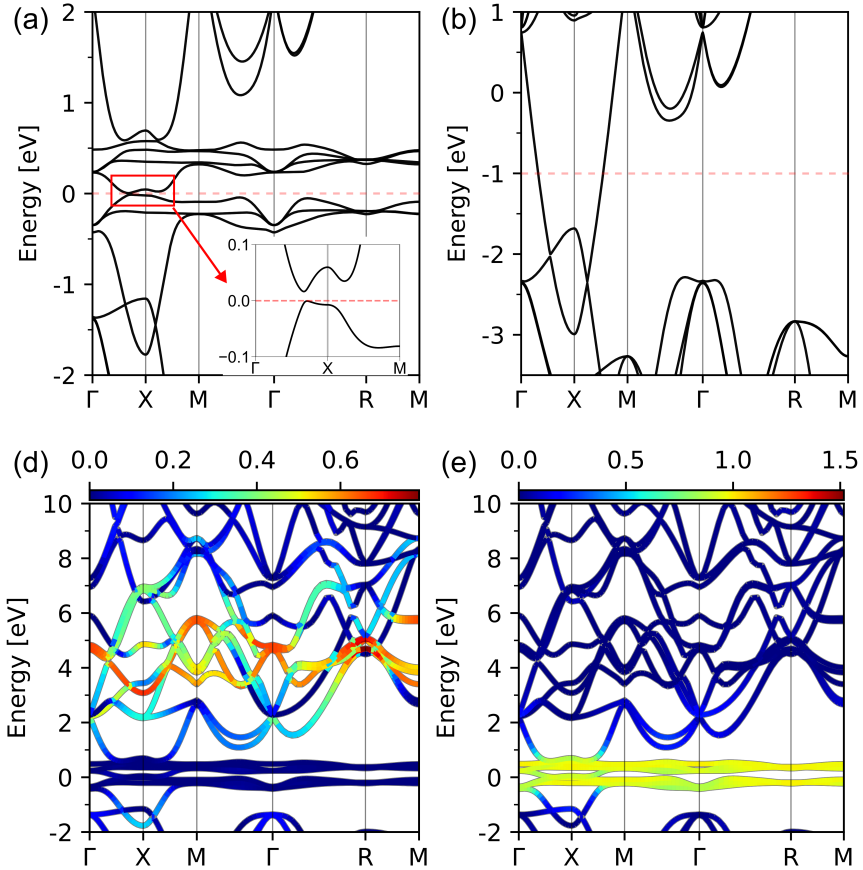 (a)
2
1
0
-1
-2
Energy [eV]
Γ X M Γ R M
0.1
0.0
−0.1
Γ X M
(b)
1
0
-1
-2
-3
Energy [eV]
Γ X M Γ R M
(d)
0.0 0.2 0.4 0.6
10
8
6
4
2
0
-2
Energy [eV]
Γ X M Γ R M
(e)
0.0 0.5 1.0 1.5
10
8
6
4
2
0
-2
Energy [eV]
Γ X M Γ R M